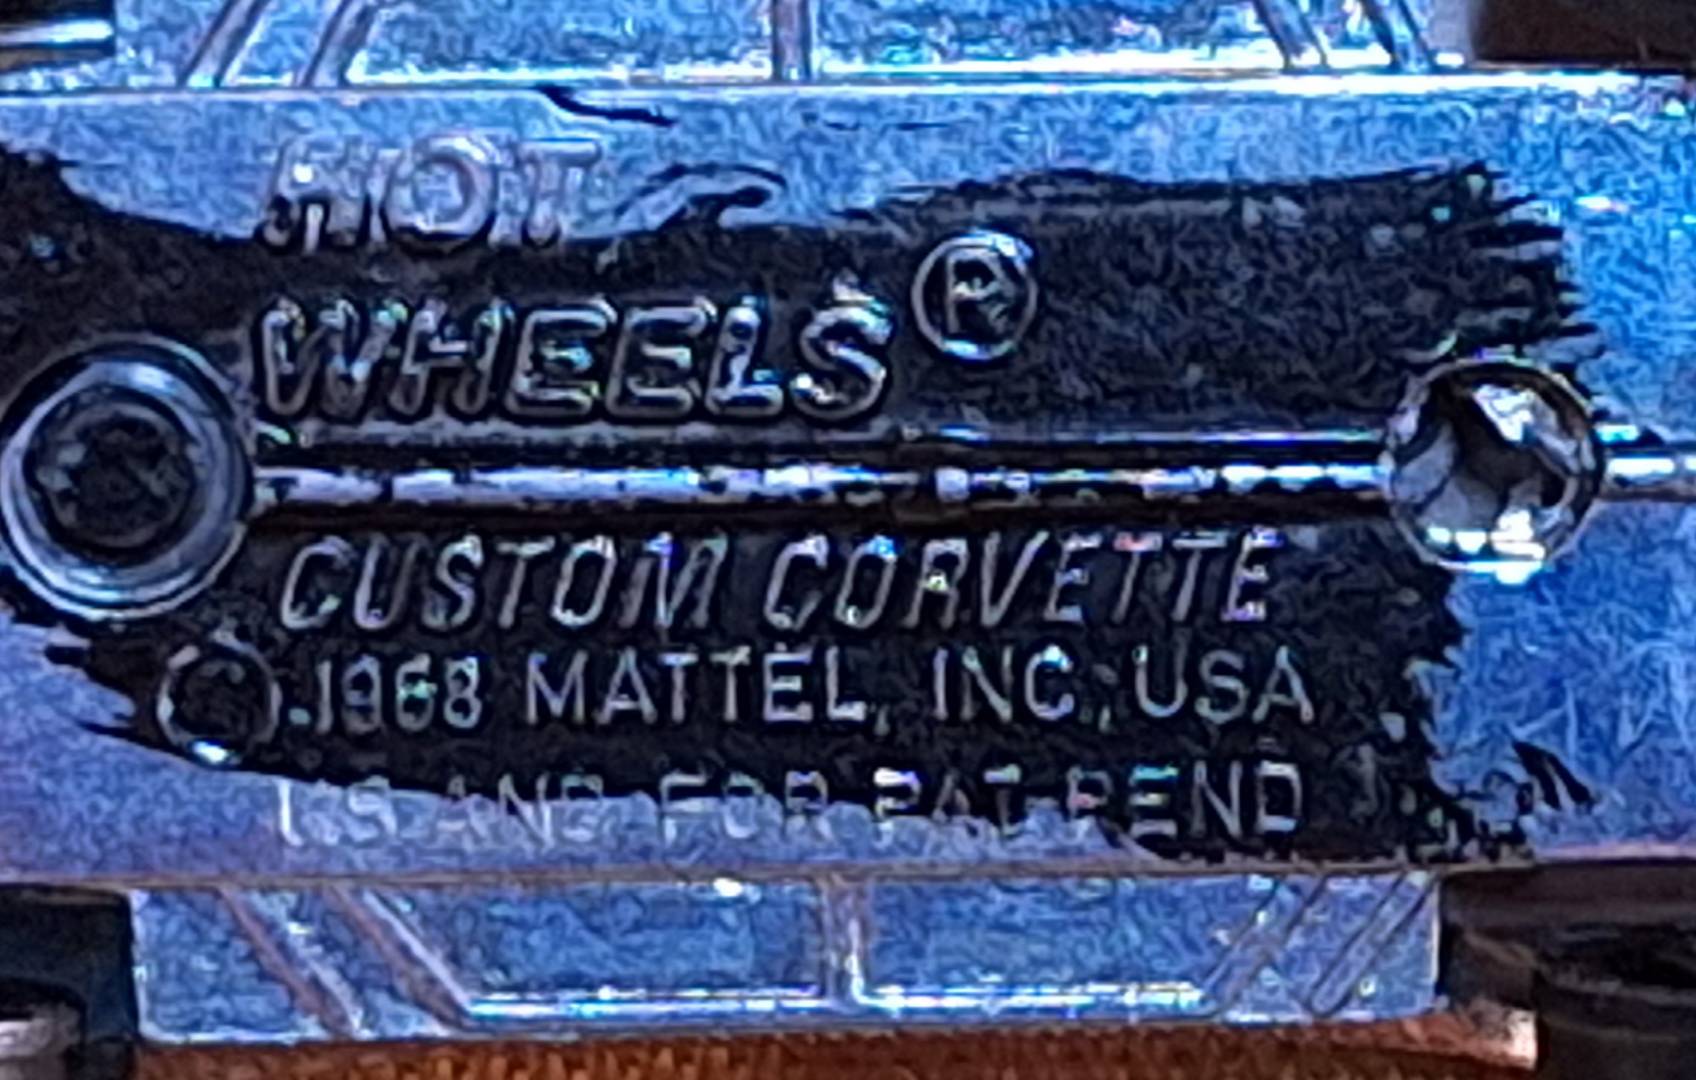 HOT
WHEELS®
CUSTOM CORVETTE
©.1968 MATTEL, INC., USA
U.S. AND FOR PAT. PEND